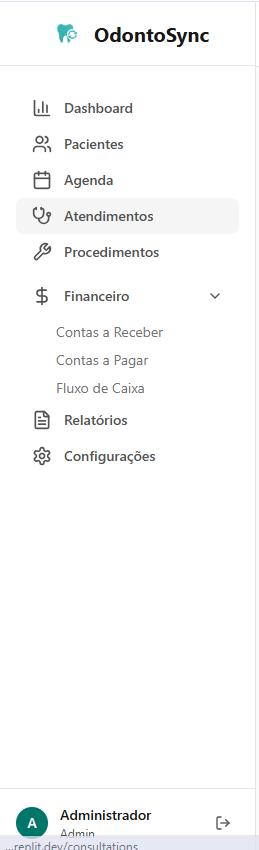 OdontoSync
Dashboard
Pacientes
Agenda
Atendimentos
Procedimentos
Financeiro
Contas a Receber
Contas a Pagar
Fluxo de Caixa
Relatórios
Configurações
A
Administrador
Admin
...replit.dev/consultations